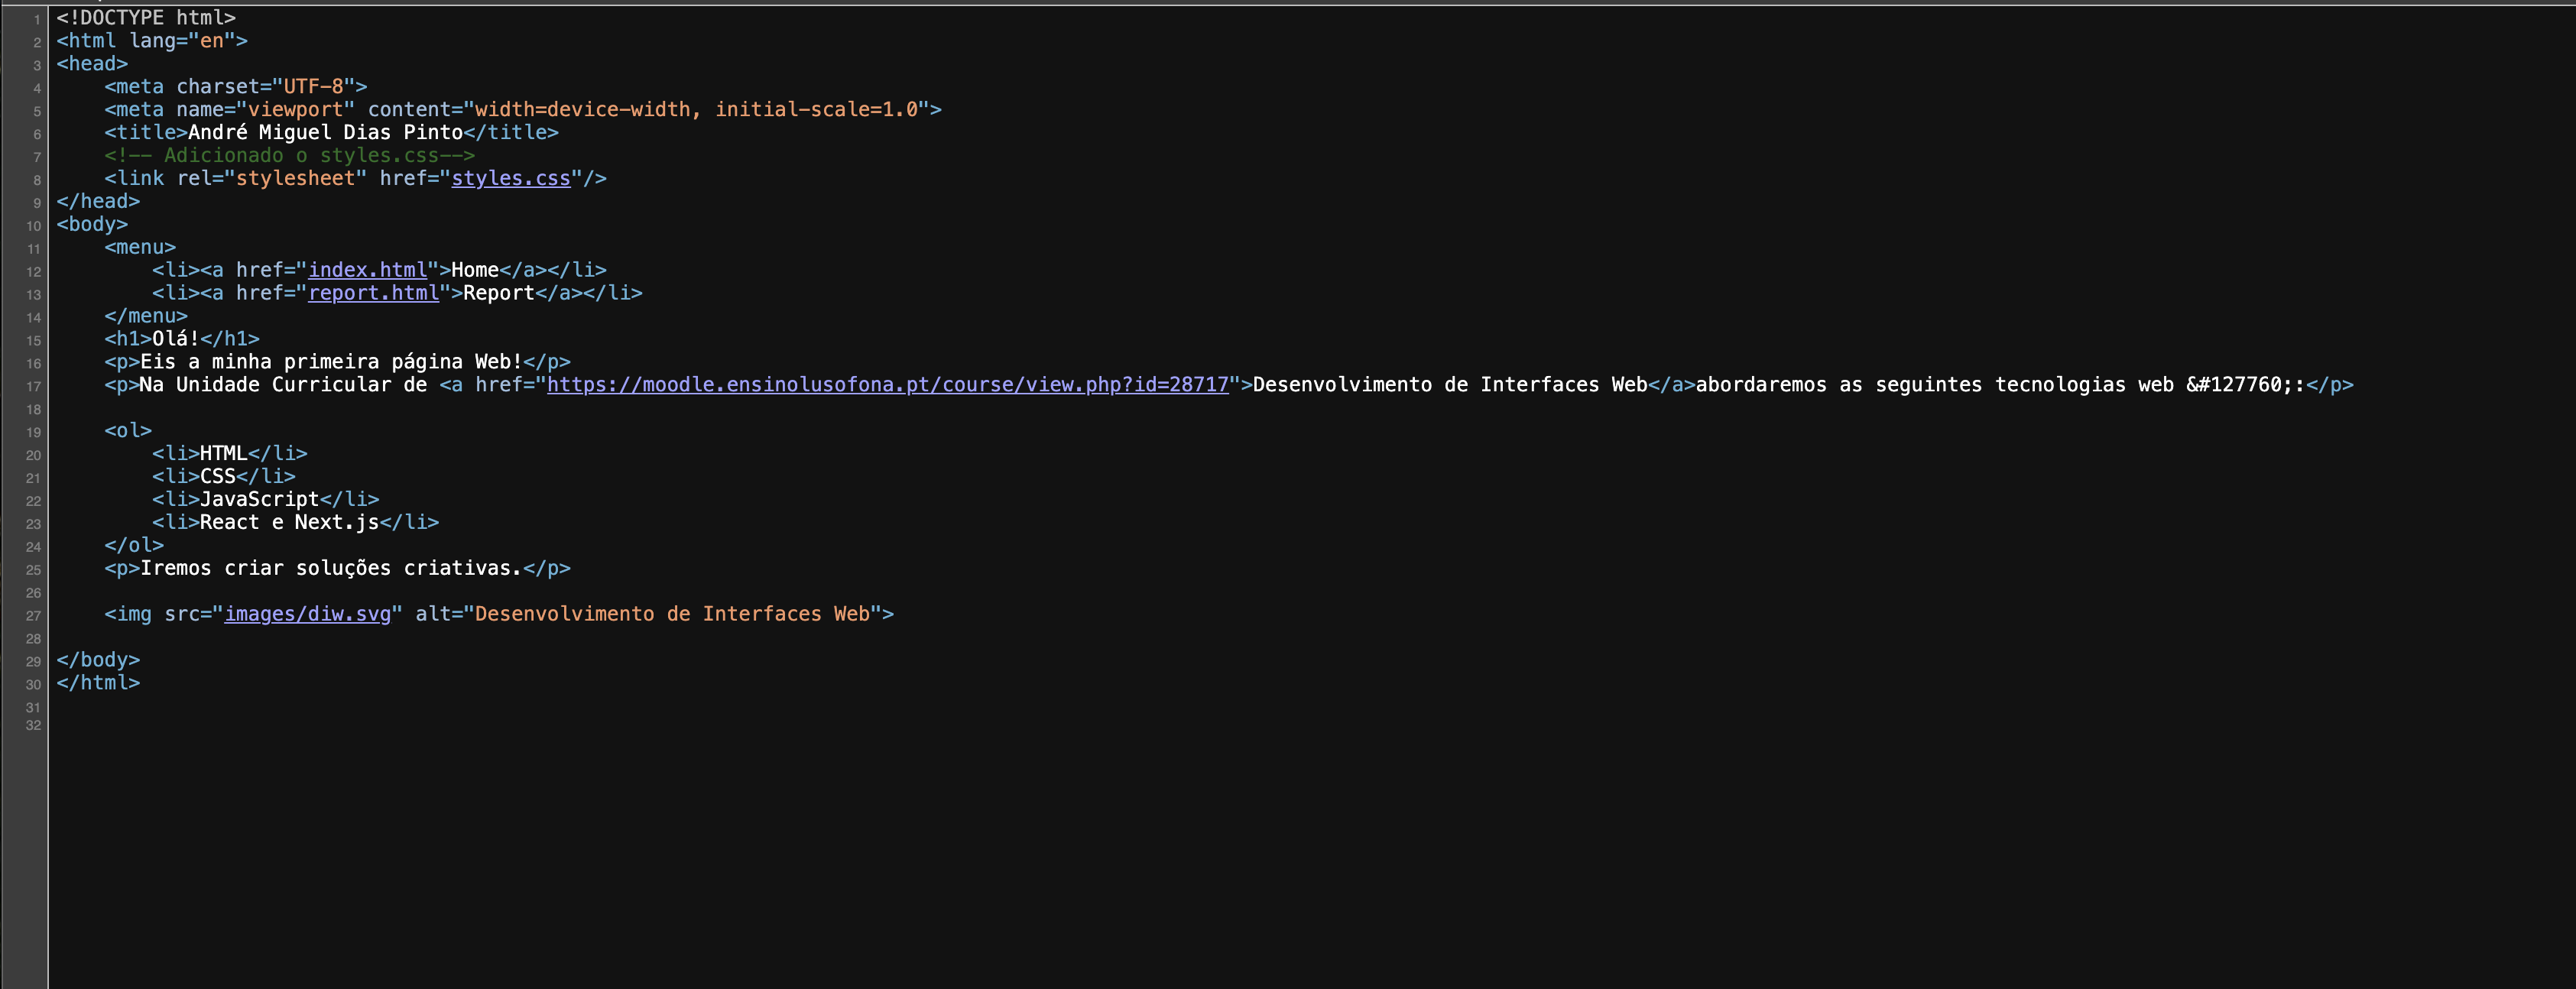 1 <!DOCTYPE html>
2 <html lang="en">
3 <head>
4     <meta charset="UTF-8">
5     <meta name="viewport" content="width=device-width, initial-scale=1.0">
6     <title>André Miguel Dias Pinto</title>
7     <!-- Adicionado o styles.css-->
8     <link rel="stylesheet" href="styles.css"/>
9 </head>
10 <body>
11     <menu>
12         <li><a href="index.html">Home</a></li>
13         <li><a href="report.html">Report</a></li>
14     </menu>
15     <h1>Olá!</h1>
16     <p>Eis a minha primeira página Web!</p>
17     <p>Na Unidade Curricular de <a href="https://moodle.ensinolusofona.pt/course/view.php?id=28717">Desenvolvimento de Interfaces Web</a>abordaremos as seguintes tecnologias web &#127760;:</p>
18
19     <ol>
20         <li>HTML</li>
21         <li>CSS</li>
22         <li>JavaScript</li>
23         <li>React e Next.js</li>
24     </ol>
25     <p>Iremos criar soluções criativas.</p>
26
27     <img src="images/diw.svg" alt="Desenvolvimento de Interfaces Web">
28
29 </body>
30 </html>
31
32